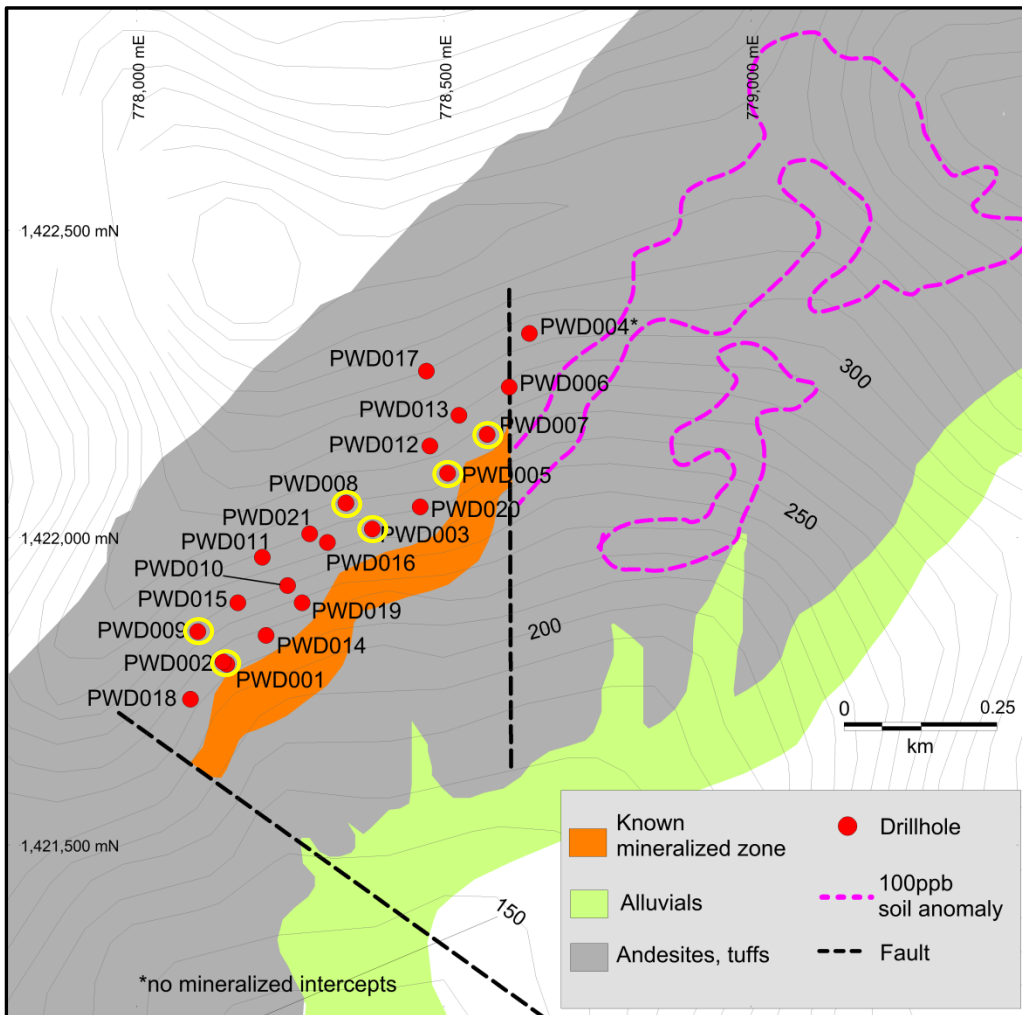 778,000 mE
778,500 mE
779,000 mE
1,422,500 mN
PWD004*
PWD017
PWD006
300
PWD013
PWD007
PWD012
PWD005
PWD008
PWD020
250
PWD021
PWD003
1,422,000 mN
PWD011
PWD016
PWD010
PWD015
PWD019
PWD009
200
PWD014
PWD002
PWD001
PWD018
0
0.25
km
1,421,500 mN
Known
mineralized zone
Drillhole
Alluvials
100ppb
soil anomaly
150
Andesites, tuffs
Fault
*no mineralized intercepts